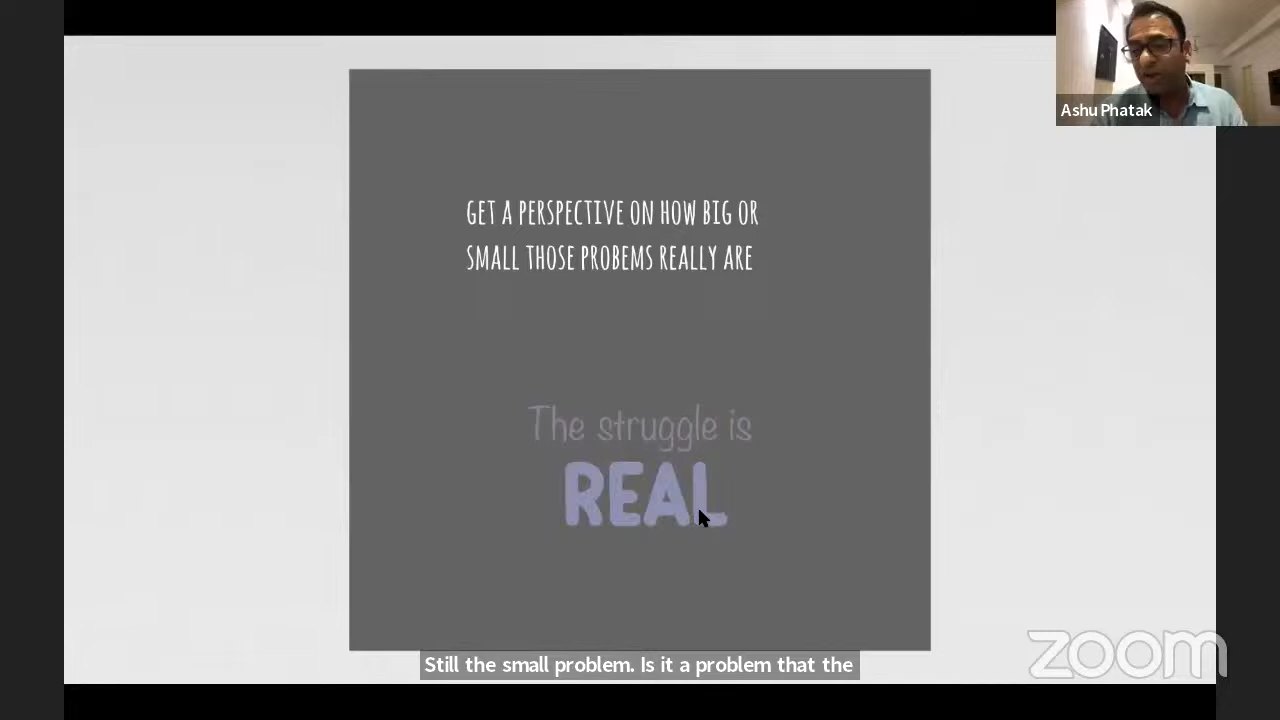 Ashu Phatak
GET A PERSPECTIVE ON HOW BIG OR
SMALL THOSE PROBEMS REALLY ARE
The struggle is
REAL
Still the small problem. Is it a problem that the
zoom